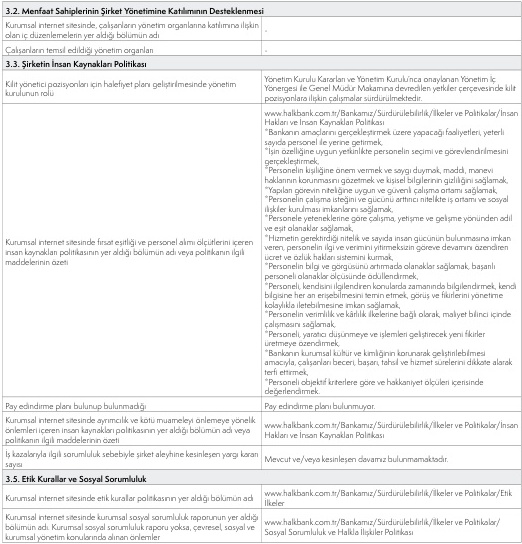 3.2. Menfaat Sahiplerinin Şirket Yönetimine Katılımının Desteklenmesi
Kurumsal internet sitesinde, çalışanların yönetim organlarına katılımına ilişkin
olan iç düzenlemelerin yer aldığı bölümün adı
-
Çalışanların temsil edildiği yönetim organları
-
3.3. Şirketin İnsan Kaynakları Politikası
Kilit yönetici pozisyonları için halefiyet planı geliştirilmesinde yönetim
kurulunun rolü
Yönetim Kurulu Kararları ve Yönetim Kurulu'nca onaylanan Yönetim İç
Yönergesi ile Genel Müdür Makamına devredilen yetkiler çerçevesinde kilit
pozisyonlara ilişkin çalışmalar sürdürülmektedir.
Kurumsal internet sitesinde fırsat eşitliği ve personel alımı ölçütlerini içeren
insan kaynakları politikasının yer aldığı bölümün adı veya politikanın ilgili
maddelerinin özeti
www.halkbank.com.tr/Bankamız/Sürdürülebilirlik/İlkeler ve Politikalar/İnsan
Hakları ve İnsan Kaynakları Politikası
*Bankanın amaçlarını gerçekleştirmek üzere yapacağı faaliyetleri, yeterli
sayıda personel ile yerine getirmek,
*İşin özelliğine uygun yetkinlikte personelin seçimi ve görevlendirilmesini
gerçekleştirmek,
*Personelin kişiliğine önem vermek ve saygı duymak, maddi, manevi
haklarının korunmasını gözetmek ve kişisel bilgilerinin gizliliğini sağlamak,
*Yapılan görevin niteliğine uygun ve güvenli çalışma ortamı sağlamak,
*Personelin çalışma isteğini ve gücünü arttırıcı nitelikte iş ortamı ve sosyal
ilişkiler kurulması imkanlarını sağlamak,
*Personele yeteneklerine göre çalışma, yetişme ve gelişme yönünden adil
ve eşit olanaklar sağlamak,
*Hizmetin gerektirdiği nitelik ve sayıda insan gücünün bulunmasına imkan
veren, personelin ilgi ve verimini yitirmeksizin göreve devamını özendiren
ücret ve özlük hakları sistemini kurmak,
*Personelin bilgi ve görgüsünü artırmada olanaklar sağlamak, başarılı
personeli olanaklar ölçüsünde ödüllendirmek,
*Personeli, kendisini ilgilendiren konularda zamanında bilgilendirmek, kendi
bilgisine her an erişebilmesini temin etmek, görüş ve fikirlerini yönetime
kolaylıkla iletebilmesine imkan sağlamak,
*Personelin verimlilik ve kârlılık ilkelerine bağlı olarak, maliyet bilinci içinde
çalışmasını sağlamak,
*Personeli, yaratıcı düşünmeye ve işlemleri geliştirecek yeni fikirler
üretmeye özendirmek,
*Bankanın kurumsal kültür ve kimliğinin korunarak geliştirilebilmesi
amacıyla, çalışanları beceri, başarı, tahsil ve hizmet sürelerini dikkate alarak
terfi ettirmek,
*Personeli objektif kriterlere göre ve hakkaniyet ölçüleri içerisinde
değerlendirmek.
Pay edindirme planı bulunup bulunmadığı
Pay edindirme planı bulunmuyor.
Kurumsal internet sitesinde ayrımcılık ve kötü muameleyi önlemeye yönelik
önlemleri içeren insan kaynakları politikasının yer aldığı bölümün adı veya
politikanın ilgili maddelerinin özeti
www.halkbank.com.tr/Bankamız/Sürdürülebilirlik/İlkeler ve Politikalar/İnsan
Hakları ve İnsan Kaynakları Politikası
İş kazalarıyla ilgili sorumluluk sebebiyle şirket aleyhine kesinleşen yargı kararı
sayısı
Mevcut ve/veya kesinleşen davamız bulunmamaktadır.
3.5. Etik Kurallar ve Sosyal Sorumluluk
Kurumsal internet sitesinde etik kurallar politikasının yer aldığı bölümün adı
www.halkbank.com.tr/Bankamız/Sürdürülebilirlik/İlkeler ve Politikalar/Etik
İlkeler
Kurumsal internet sitesinde kurumsal sosyal sorumluluk raporunun yer aldığı
bölümün adı. Kurumsal sosyal sorumluluk raporu yoksa, çevresel, sosyal ve
kurumsal yönetim konularında alınan önlemler
www.halkbank.com.tr/Bankamız/Sürdürülebilirlik/İlkeler ve Politikalar/
Sosyal Sorumluluk ve Halkla İlişkiler Politikası